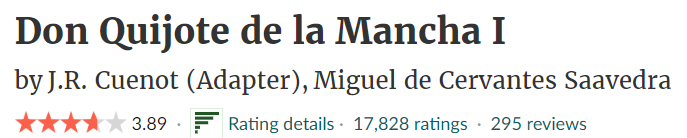 Don Quijote de la Mancha I
by J.R. Cuenot (Adapter), Miguel de Cervantes Saavedra
3.89 · Rating details · 17,828 ratings · 295 reviews